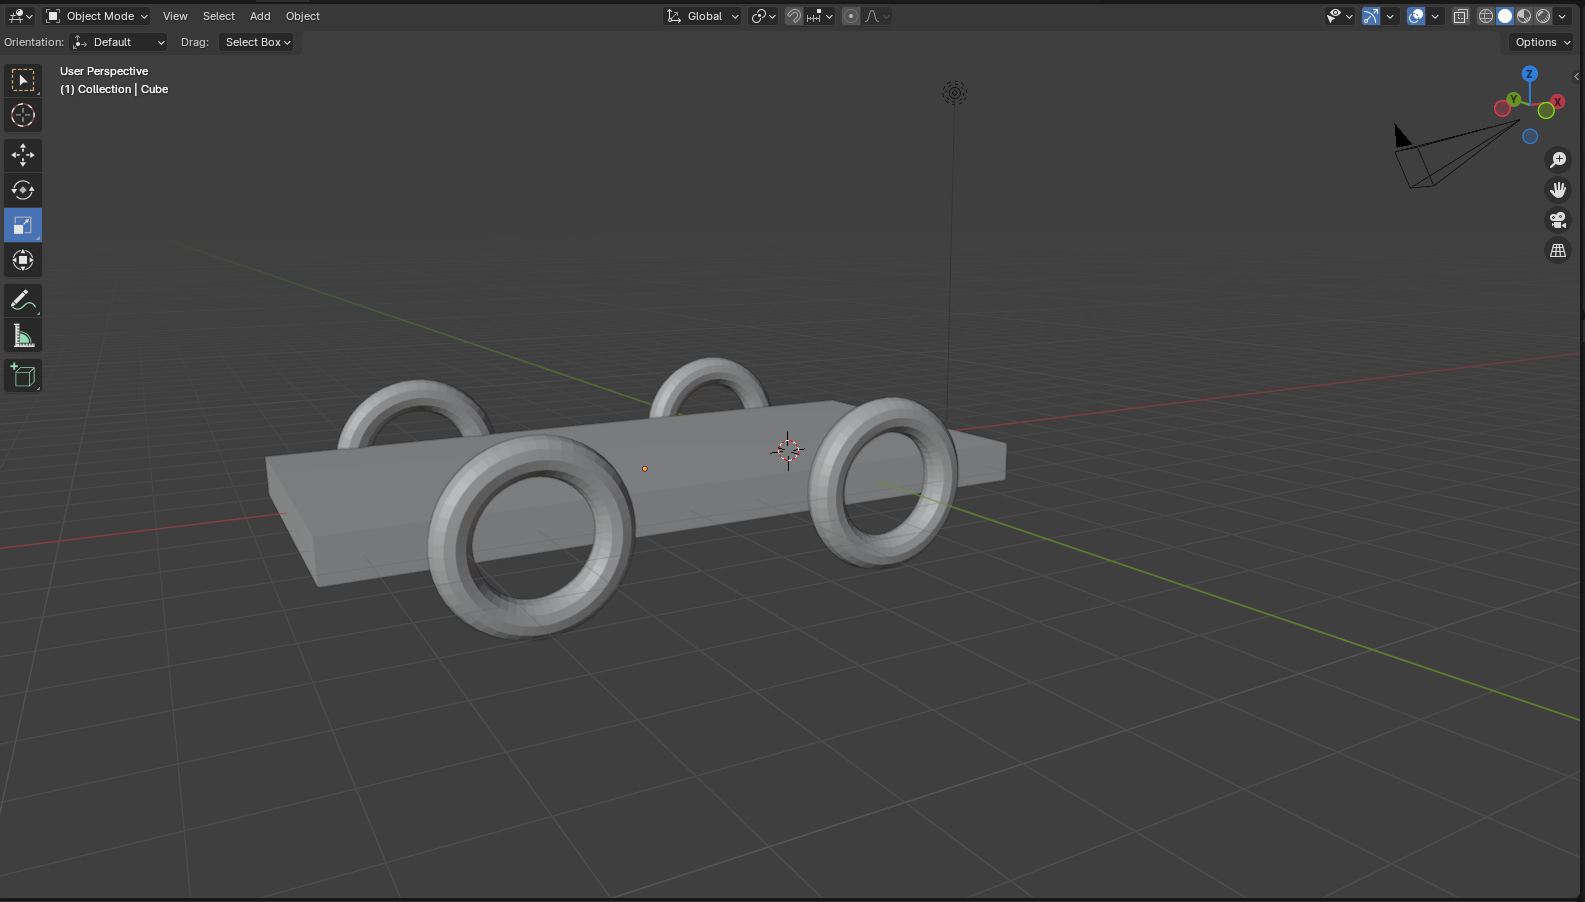 Object Mode View Select Add Object Global
Orientation: Default Drag: Select Box Options
User Perspective
(1) Collection | Cube
Z
Y X